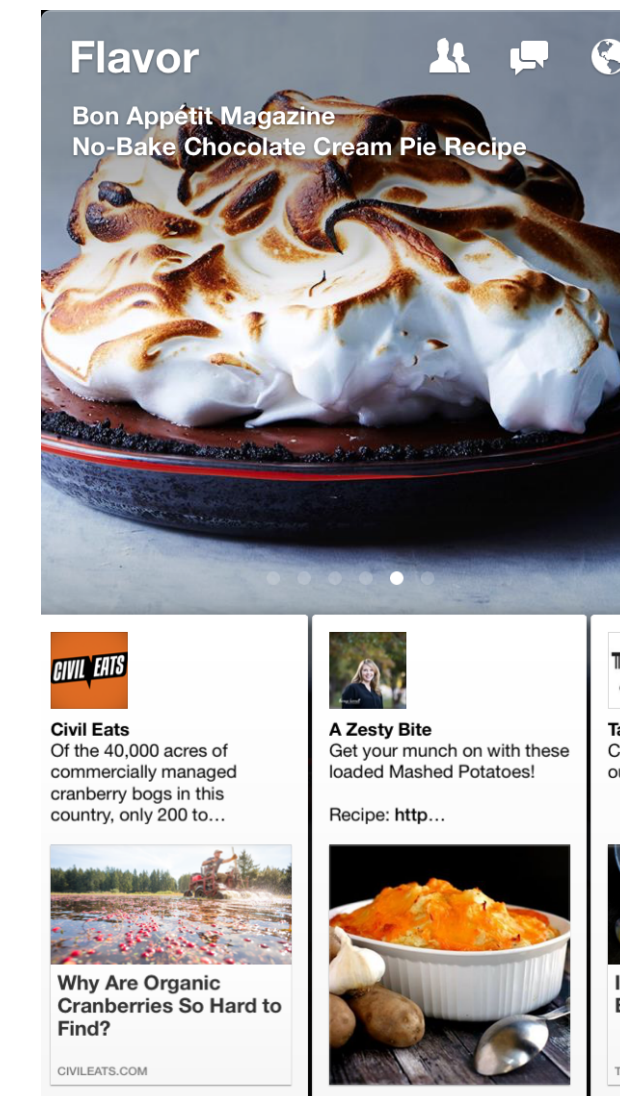 Flavor
Bon Appétit Magazine
No-Bake Chocolate Cream Pie Recipe
CIVIL EATS
Civil Eats
Of the 40,000 acres of
commercially managed
cranberry bogs in this
country, only 200 to...
Why Are Organic
Cranberries So Hard to
Find?
CIVILEATS.COM
A Zesty Bite
Get your munch on with these
loaded Mashed Potatoes!
Recipe: http...